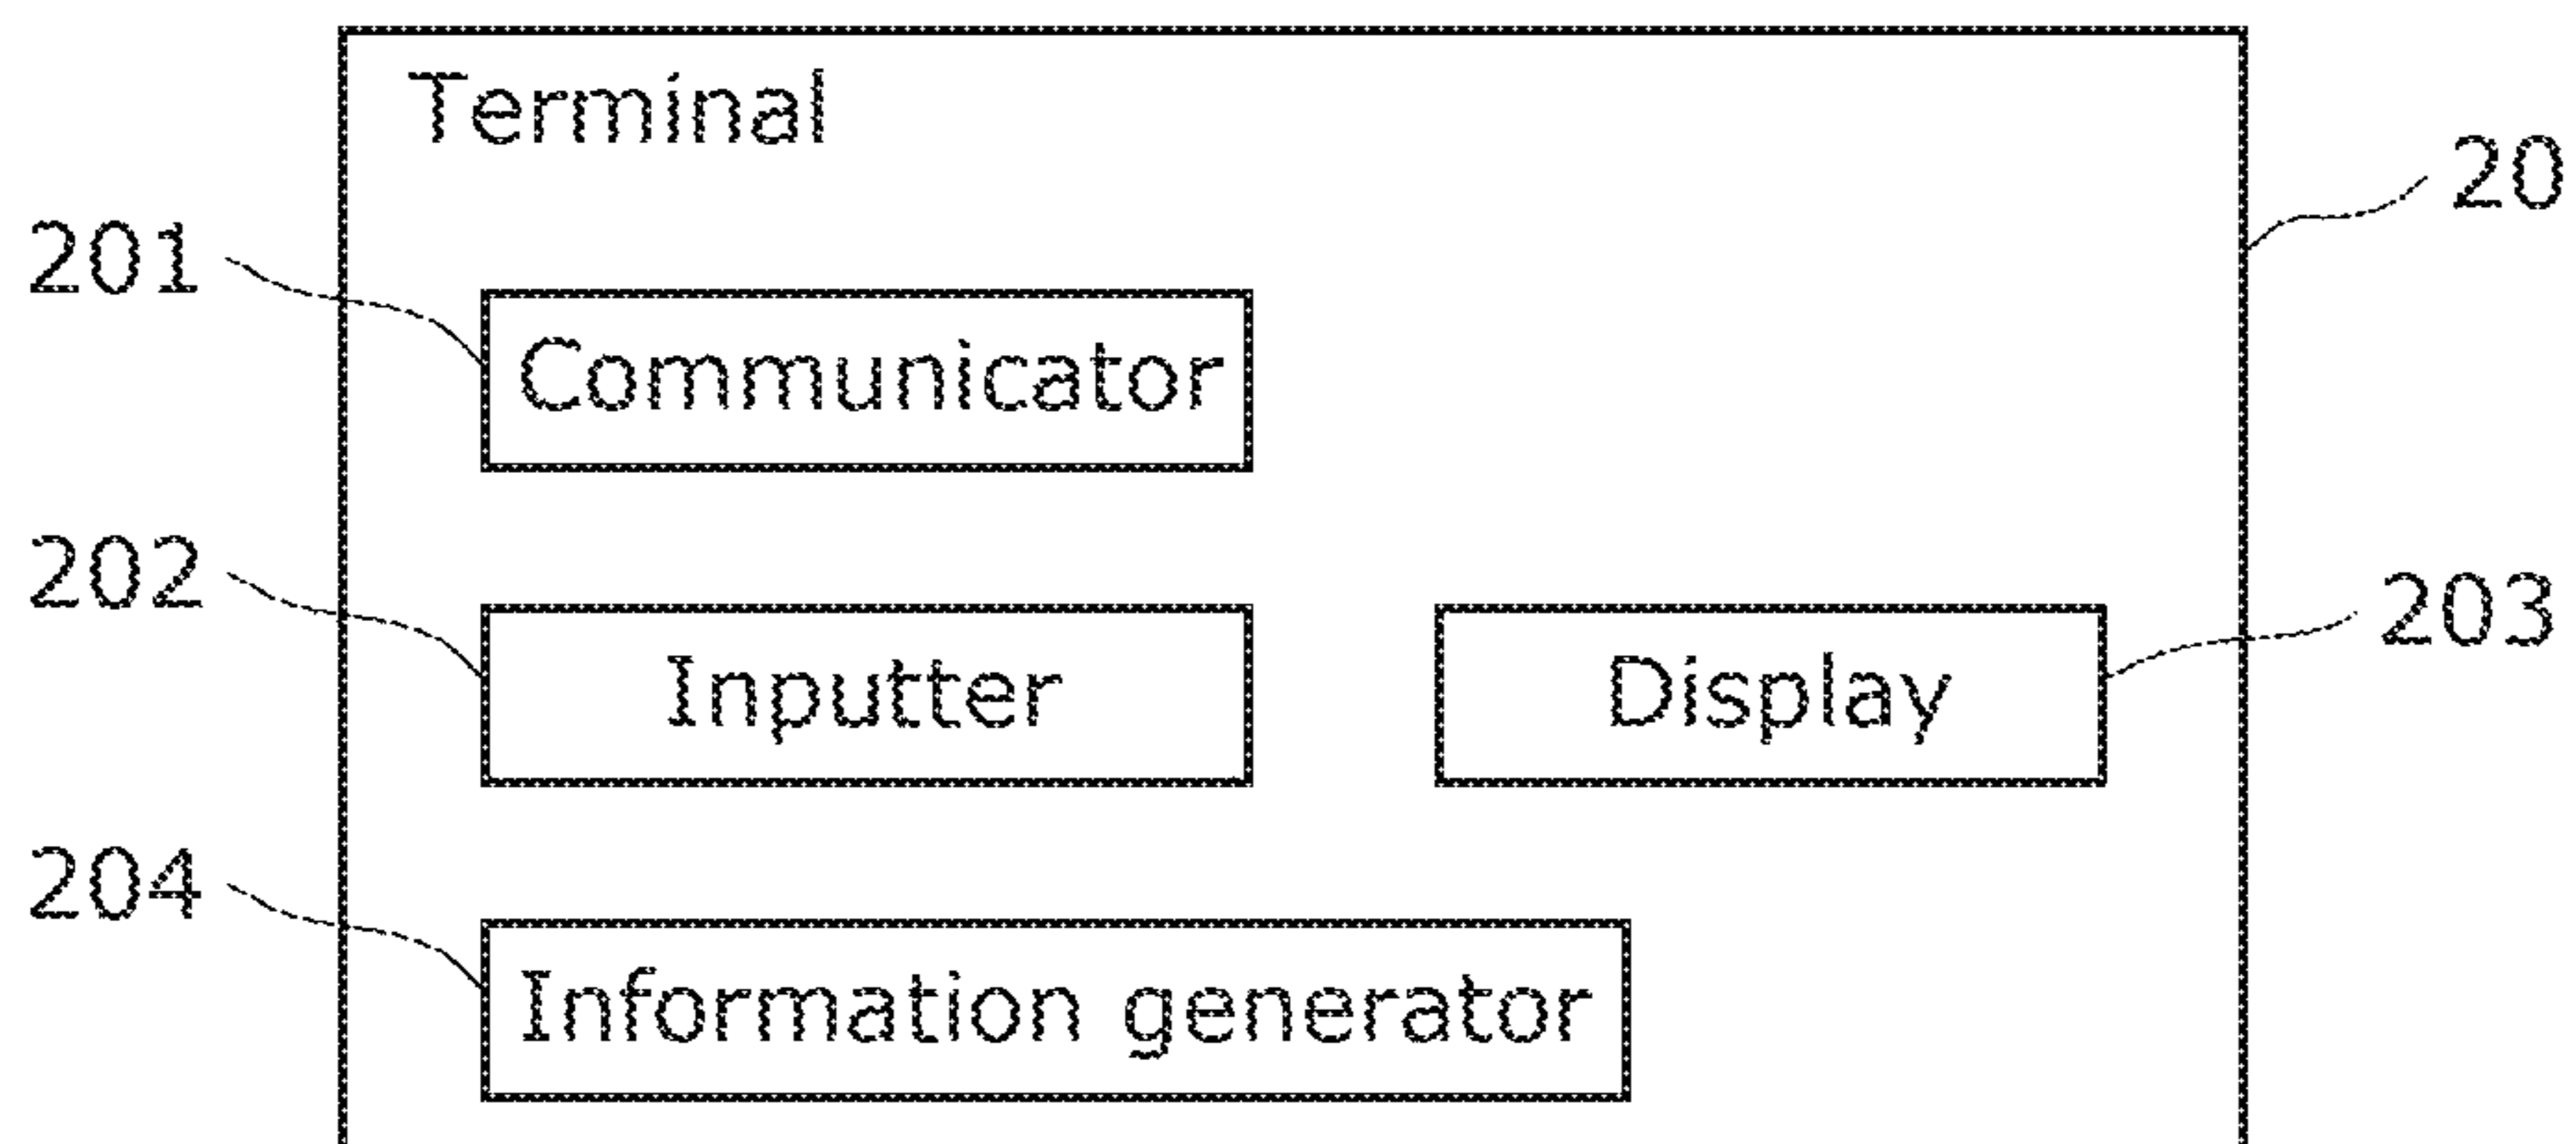 Terminal
20
201
Communicator
202
Inputter
Display
203
204
Information generator